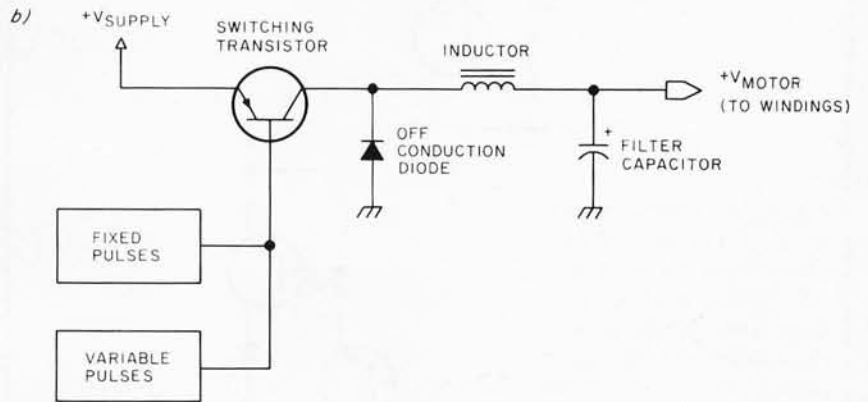 b)
+VSUPPLY
SWITCHING
TRANSISTOR
INDUCTOR
+VMOTOR
(TO WINDINGS)
OFF
CONDUCTION
DIODE
+
FILTER
CAPACITOR
FIXED
PULSES
VARIABLE
PULSES